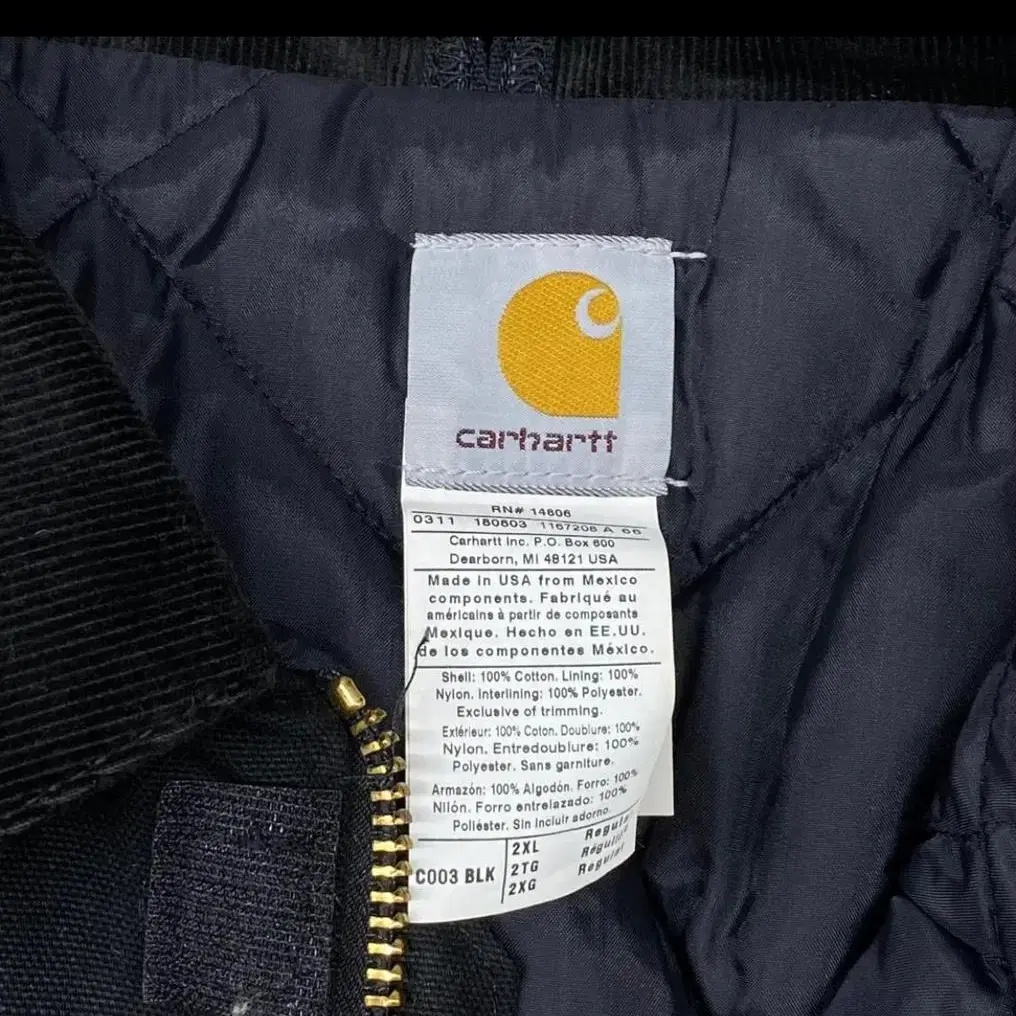 carhartt
RN# 14806
0311 180803 1167208 A 66
Carhartt Inc. P.O. Box 600
Dearborn, MI 48121 USA
Made in USA from Mexico
components. Fabriqué au
américains à partir de composants
Mexique. Hecho en EE.UU.
de los componentes México.
Shell: 100% Cotton. Lining: 100%
Nylon. Interlining: 100% Polyester.
Exclusive of trimming.
Extérieur: 100% Coton. Doublure: 100%
Nylon. Entredoublure: 100%
Polyester. Sans garniture.
Armazón: 100% Algodón. Forro: 100%
Nilón. Forro entrelazado: 100%
Poliéster. Sin Incluir adorno.
C003 BLK
2XL Regular
2TG Régulier
2XG Regular